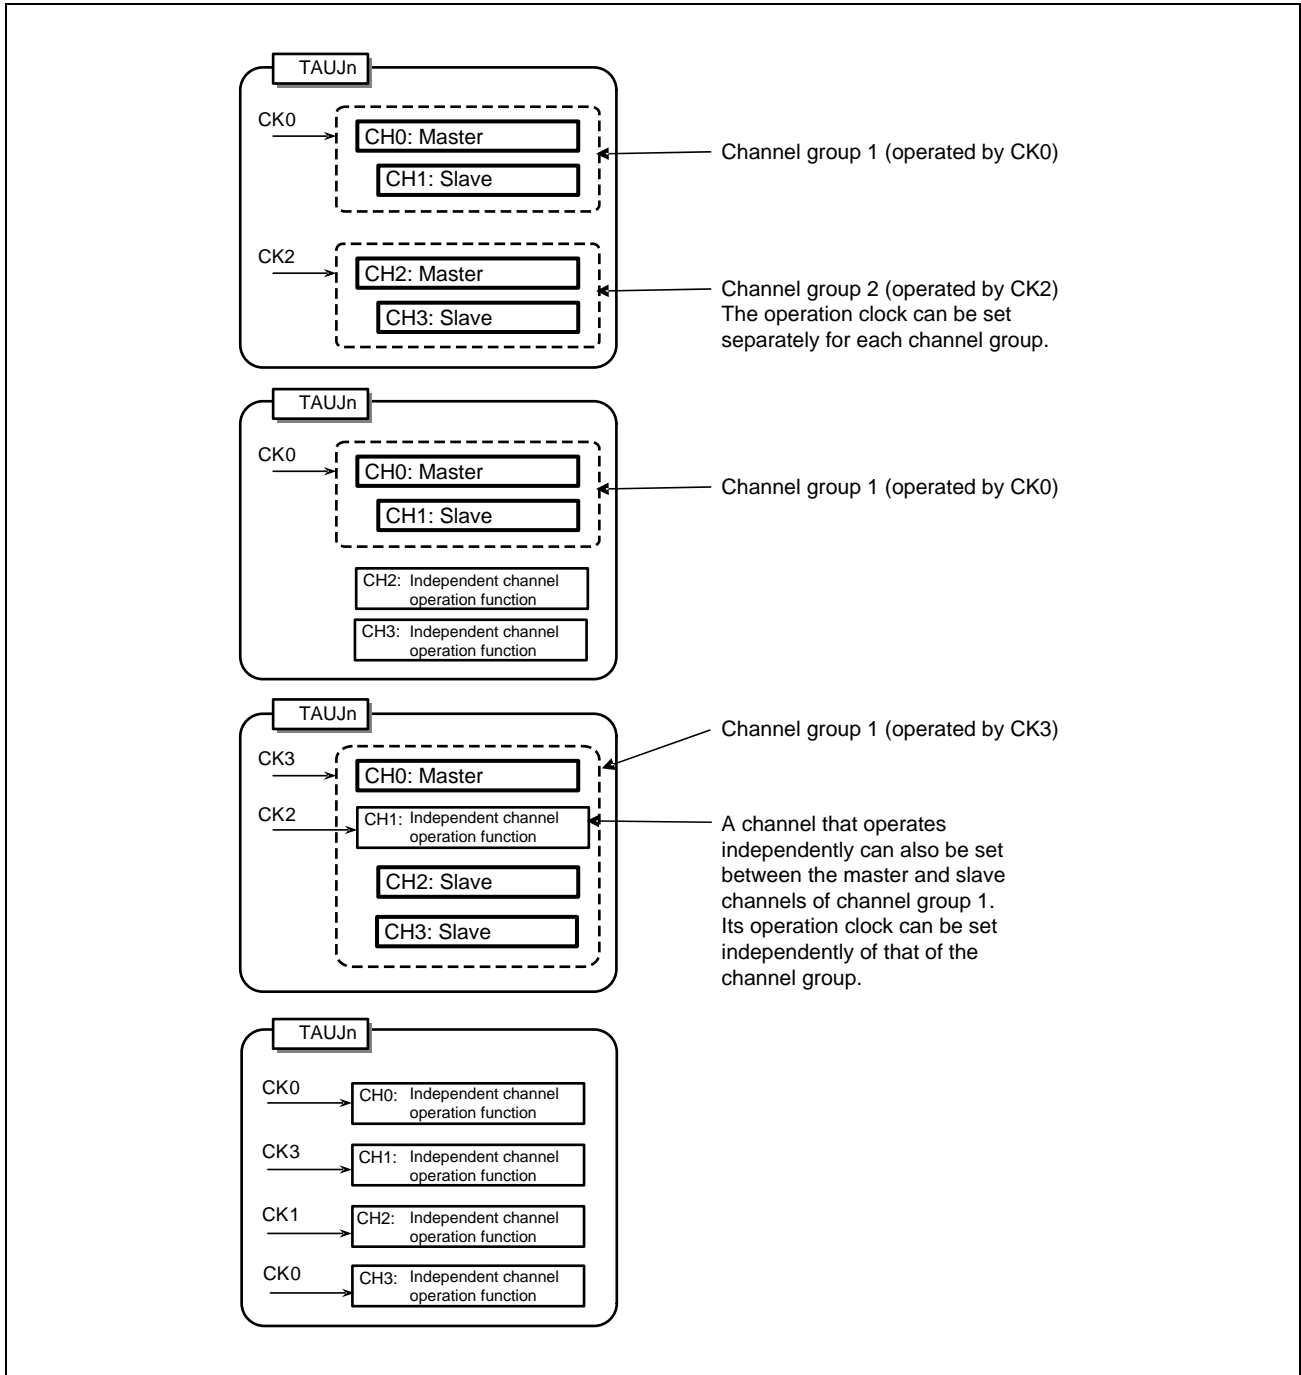 TAUJn
CK0
CH0: Master
CH1: Slave
Channel group 1 (operated by CK0)
CK2
CH2: Master
CH3: Slave
Channel group 2 (operated by CK2)
The operation clock can be set
separately for each channel group.
TAUJn
CK0
CH0: Master
CH1: Slave
Channel group 1 (operated by CK0)
CH2: Independent channel
operation function
CH3: Independent channel
operation function
TAUJn
Channel group 1 (operated by CK3)
CK3
CH0: Master
CK2
CH1: Independent channel
operation function
CH2: Slave
CH3: Slave
A channel that operates
independently can also be set
between the master and slave
channels of channel group 1.
Its operation clock can be set
independently of that of the
channel group.
TAUJn
CK0
CH0: Independent channel
operation function
CK3
CH1: Independent channel
operation function
CK1
CH2: Independent channel
operation function
CK0
CH3: Independent channel
operation function